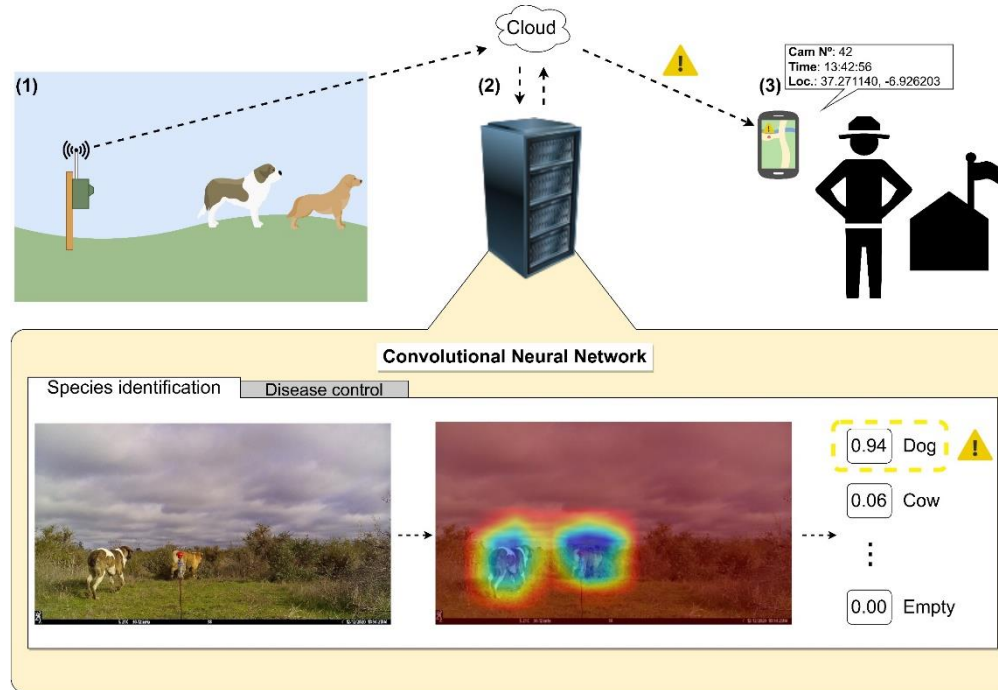 Cloud
(1)
(2)
(3)
Cam Nº: 42
Time: 13:42:56
Loc.: 37.271140, -6.926203
Convolutional Neural Network
Species identification
Disease control
0.94 Dog
0.06 Cow
0.00 Empty